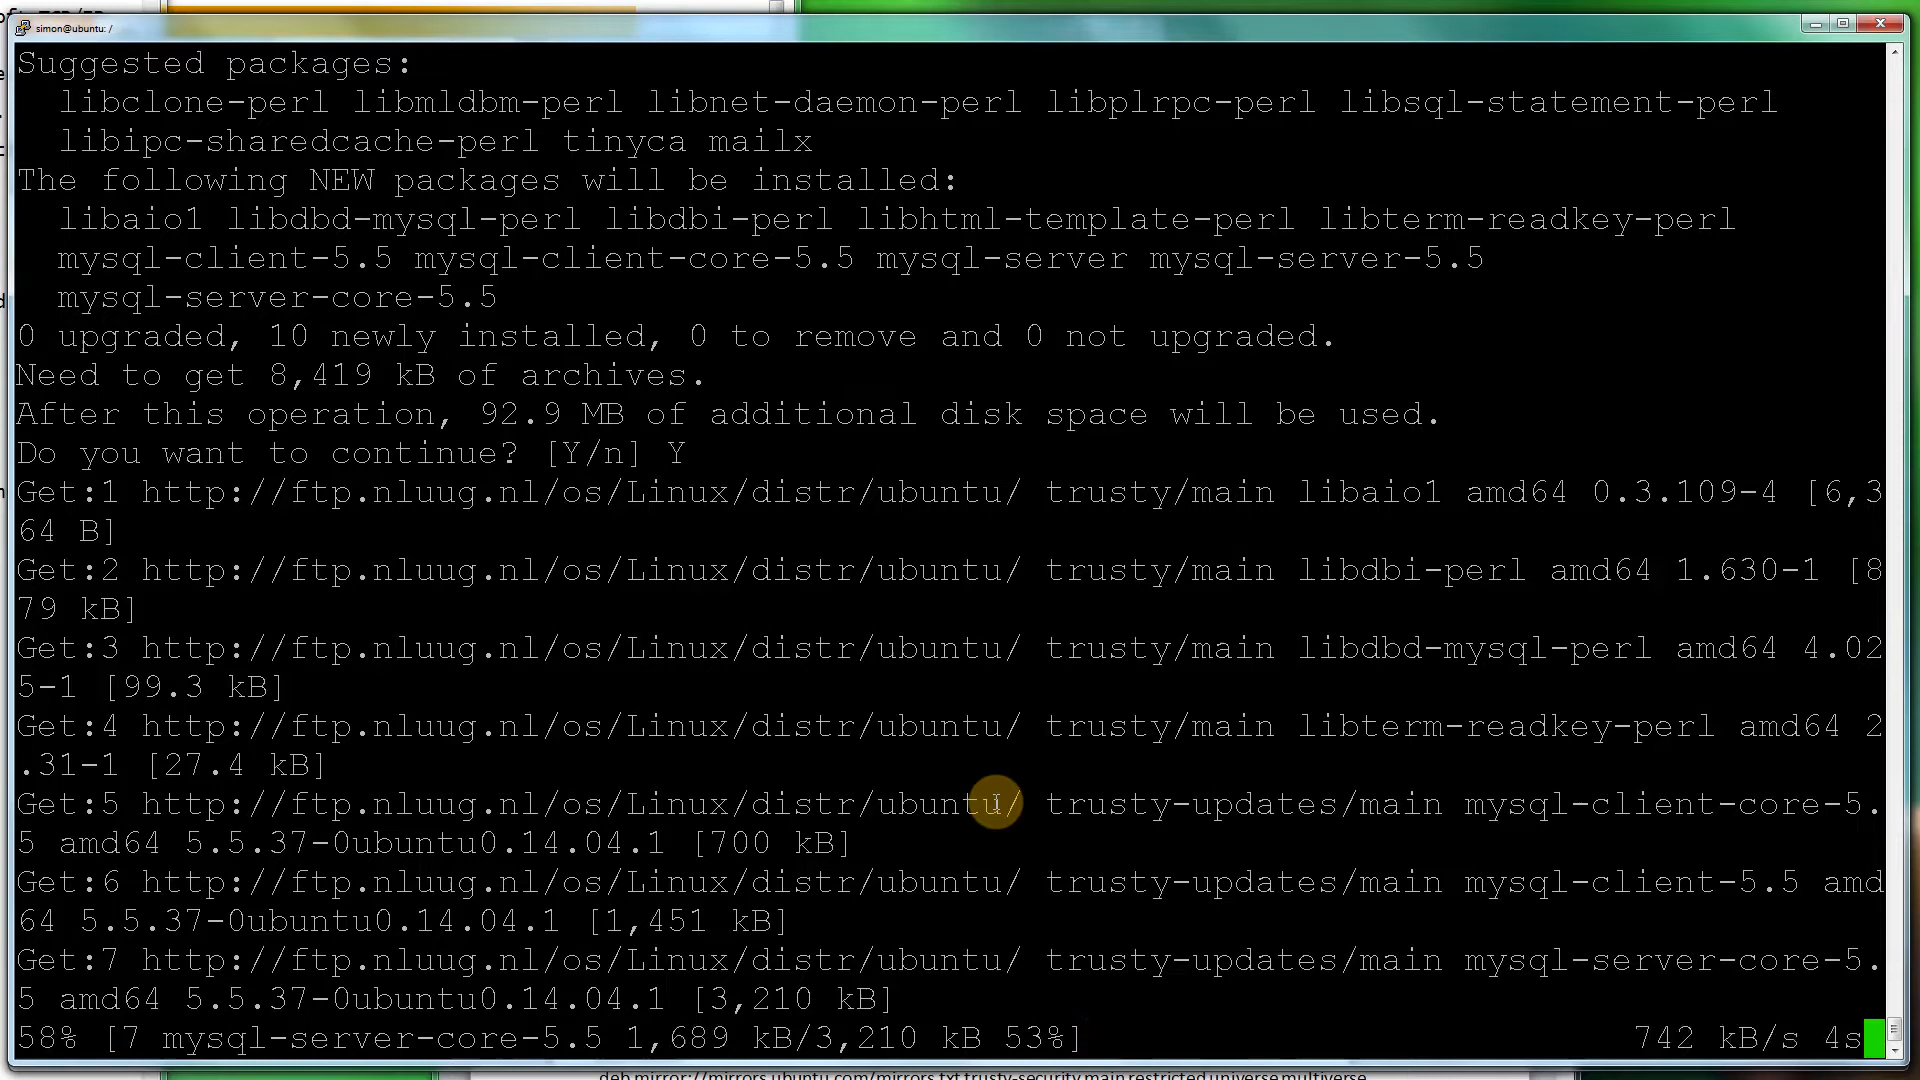 simon@ubuntu: /
Suggested packages:
  libclone-perl libmldbm-perl libnet-daemon-perl libplrpc-perl libsql-statement-perl
  libipc-sharedcache-perl tinyca mailx
The following NEW packages will be installed:
  libaio1 libdbd-mysql-perl libdbi-perl libhtml-template-perl libterm-readkey-perl
  mysql-client-5.5 mysql-client-core-5.5 mysql-server mysql-server-5.5
  mysql-server-core-5.5
0 upgraded, 10 newly installed, 0 to remove and 0 not upgraded.
Need to get 8,419 kB of archives.
After this operation, 92.9 MB of additional disk space will be used.
Do you want to continue? [Y/n] Y
Get:1 http://ftp.nluug.nl/os/Linux/distr/ubuntu/ trusty/main libaio1 amd64 0.3.109-4 [6,3
64 B]
Get:2 http://ftp.nluug.nl/os/Linux/distr/ubuntu/ trusty/main libdbi-perl amd64 1.630-1 [8
79 kB]
Get:3 http://ftp.nluug.nl/os/Linux/distr/ubuntu/ trusty/main libdbd-mysql-perl amd64 4.02
5-1 [99.3 kB]
Get:4 http://ftp.nluug.nl/os/Linux/distr/ubuntu/ trusty/main libterm-readkey-perl amd64 2
.31-1 [27.4 kB]
Get:5 http://ftp.nluug.nl/os/Linux/distr/ubuntu/ trusty-updates/main mysql-client-core-5.
5 amd64 5.5.37-0ubuntu0.14.04.1 [700 kB]
Get:6 http://ftp.nluug.nl/os/Linux/distr/ubuntu/ trusty-updates/main mysql-client-5.5 amd
64 5.5.37-0ubuntu0.14.04.1 [1,451 kB]
Get:7 http://ftp.nluug.nl/os/Linux/distr/ubuntu/ trusty-updates/main mysql-server-core-5.
5 amd64 5.5.37-0ubuntu0.14.04.1 [3,210 kB]
58% [7 mysql-server-core-5.5 1,689 kB/3,210 kB 53%] 742 kB/s 4s
deb mirror://mirrors.ubuntu.com/mirrors.txt trusty-security main restricted universe multiverse